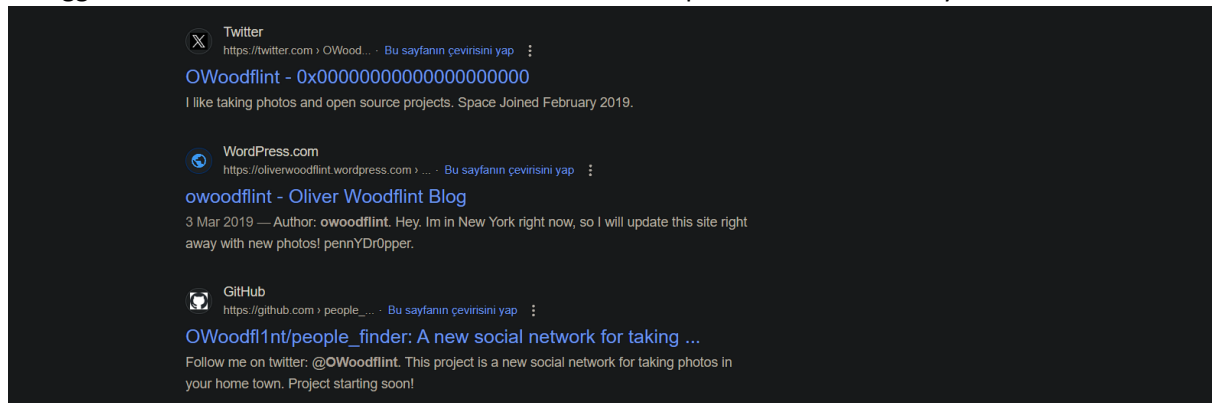 Twitter
https://twitter.com › OWood... · Bu sayfanın çevirisini yap
OWoodflint - 0x00000000000000000000
I like taking photos and open source projects. Space Joined February 2019.
WordPress.com
https://oliverwoodflint.wordpress.com › ... · Bu sayfanın çevirisini yap
owoodflint - Oliver Woodflint Blog
3 Mar 2019 — Author: owoodflint. Hey. Im in New York right now, so I will update this site right
away with new photos! pennYDr0pper.
GitHub
https://github.com › people_... · Bu sayfanın çevirisini yap
OWoodfl1nt/people_finder: A new social network for taking ...
Follow me on twitter: @OWoodflint. This project is a new social network for taking photos in
your home town. Project starting soon!